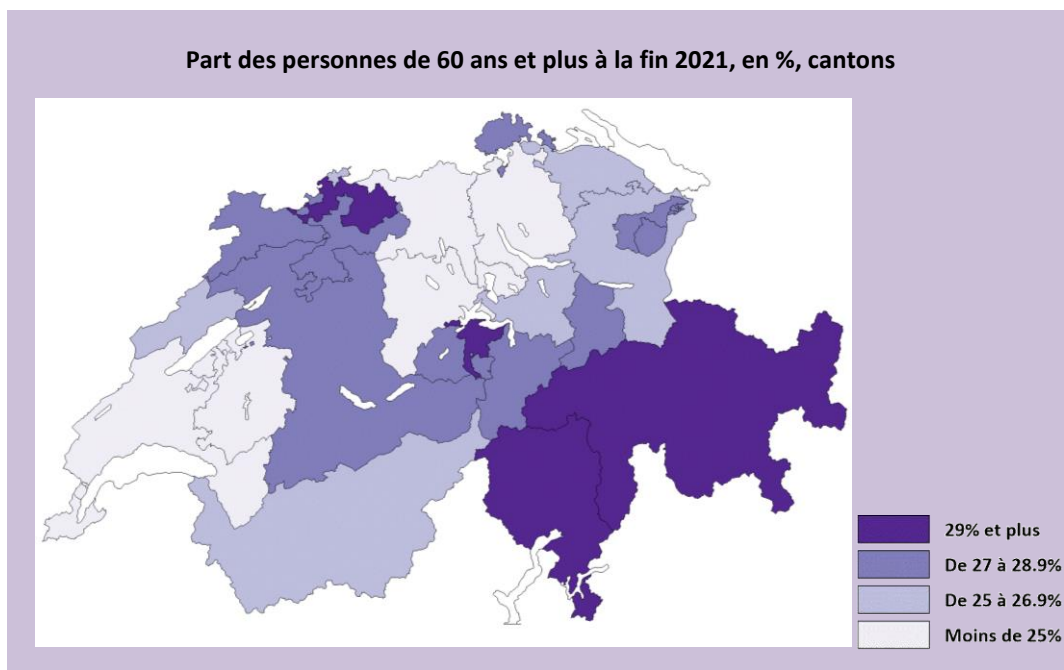 Part des personnes de 60 ans et plus à la fin 2021, en %, cantons
29% et plus
De 27 à 28.9%
De 25 à 26.9%
Moins de 25%